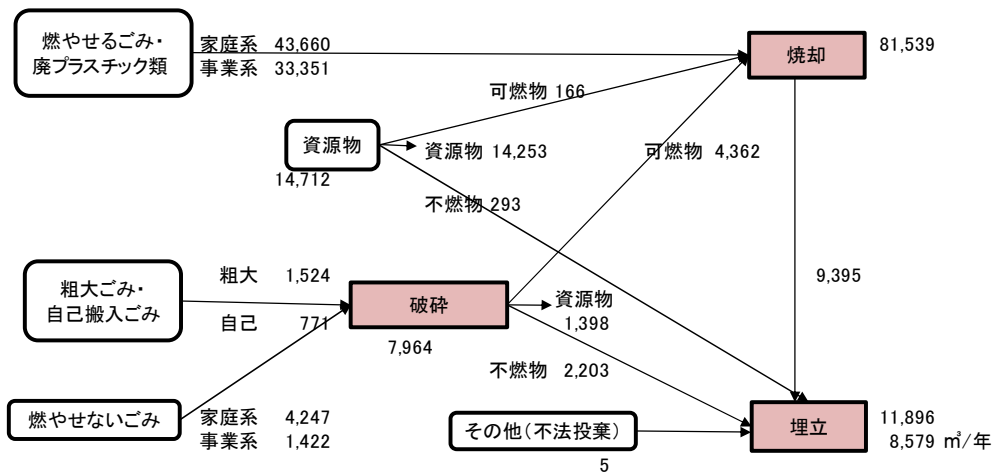 燃やせるごみ・
廃プラスチック類
家庭系 43,660
事業系 33,351
焼却
81,539
可燃物 166
資源物
14,712
資源物 14,253
可燃物 4,362
不燃物 293
粗大ごみ・
自己搬入ごみ
粗大 1,524
自己 771
破砕
7,964
資源物
1,398
9,395
不燃物 2,203
燃やせないごみ
家庭系 4,247
事業系 1,422
その他(不法投棄)
5
埋立
11,896
8,579 ㎥/年